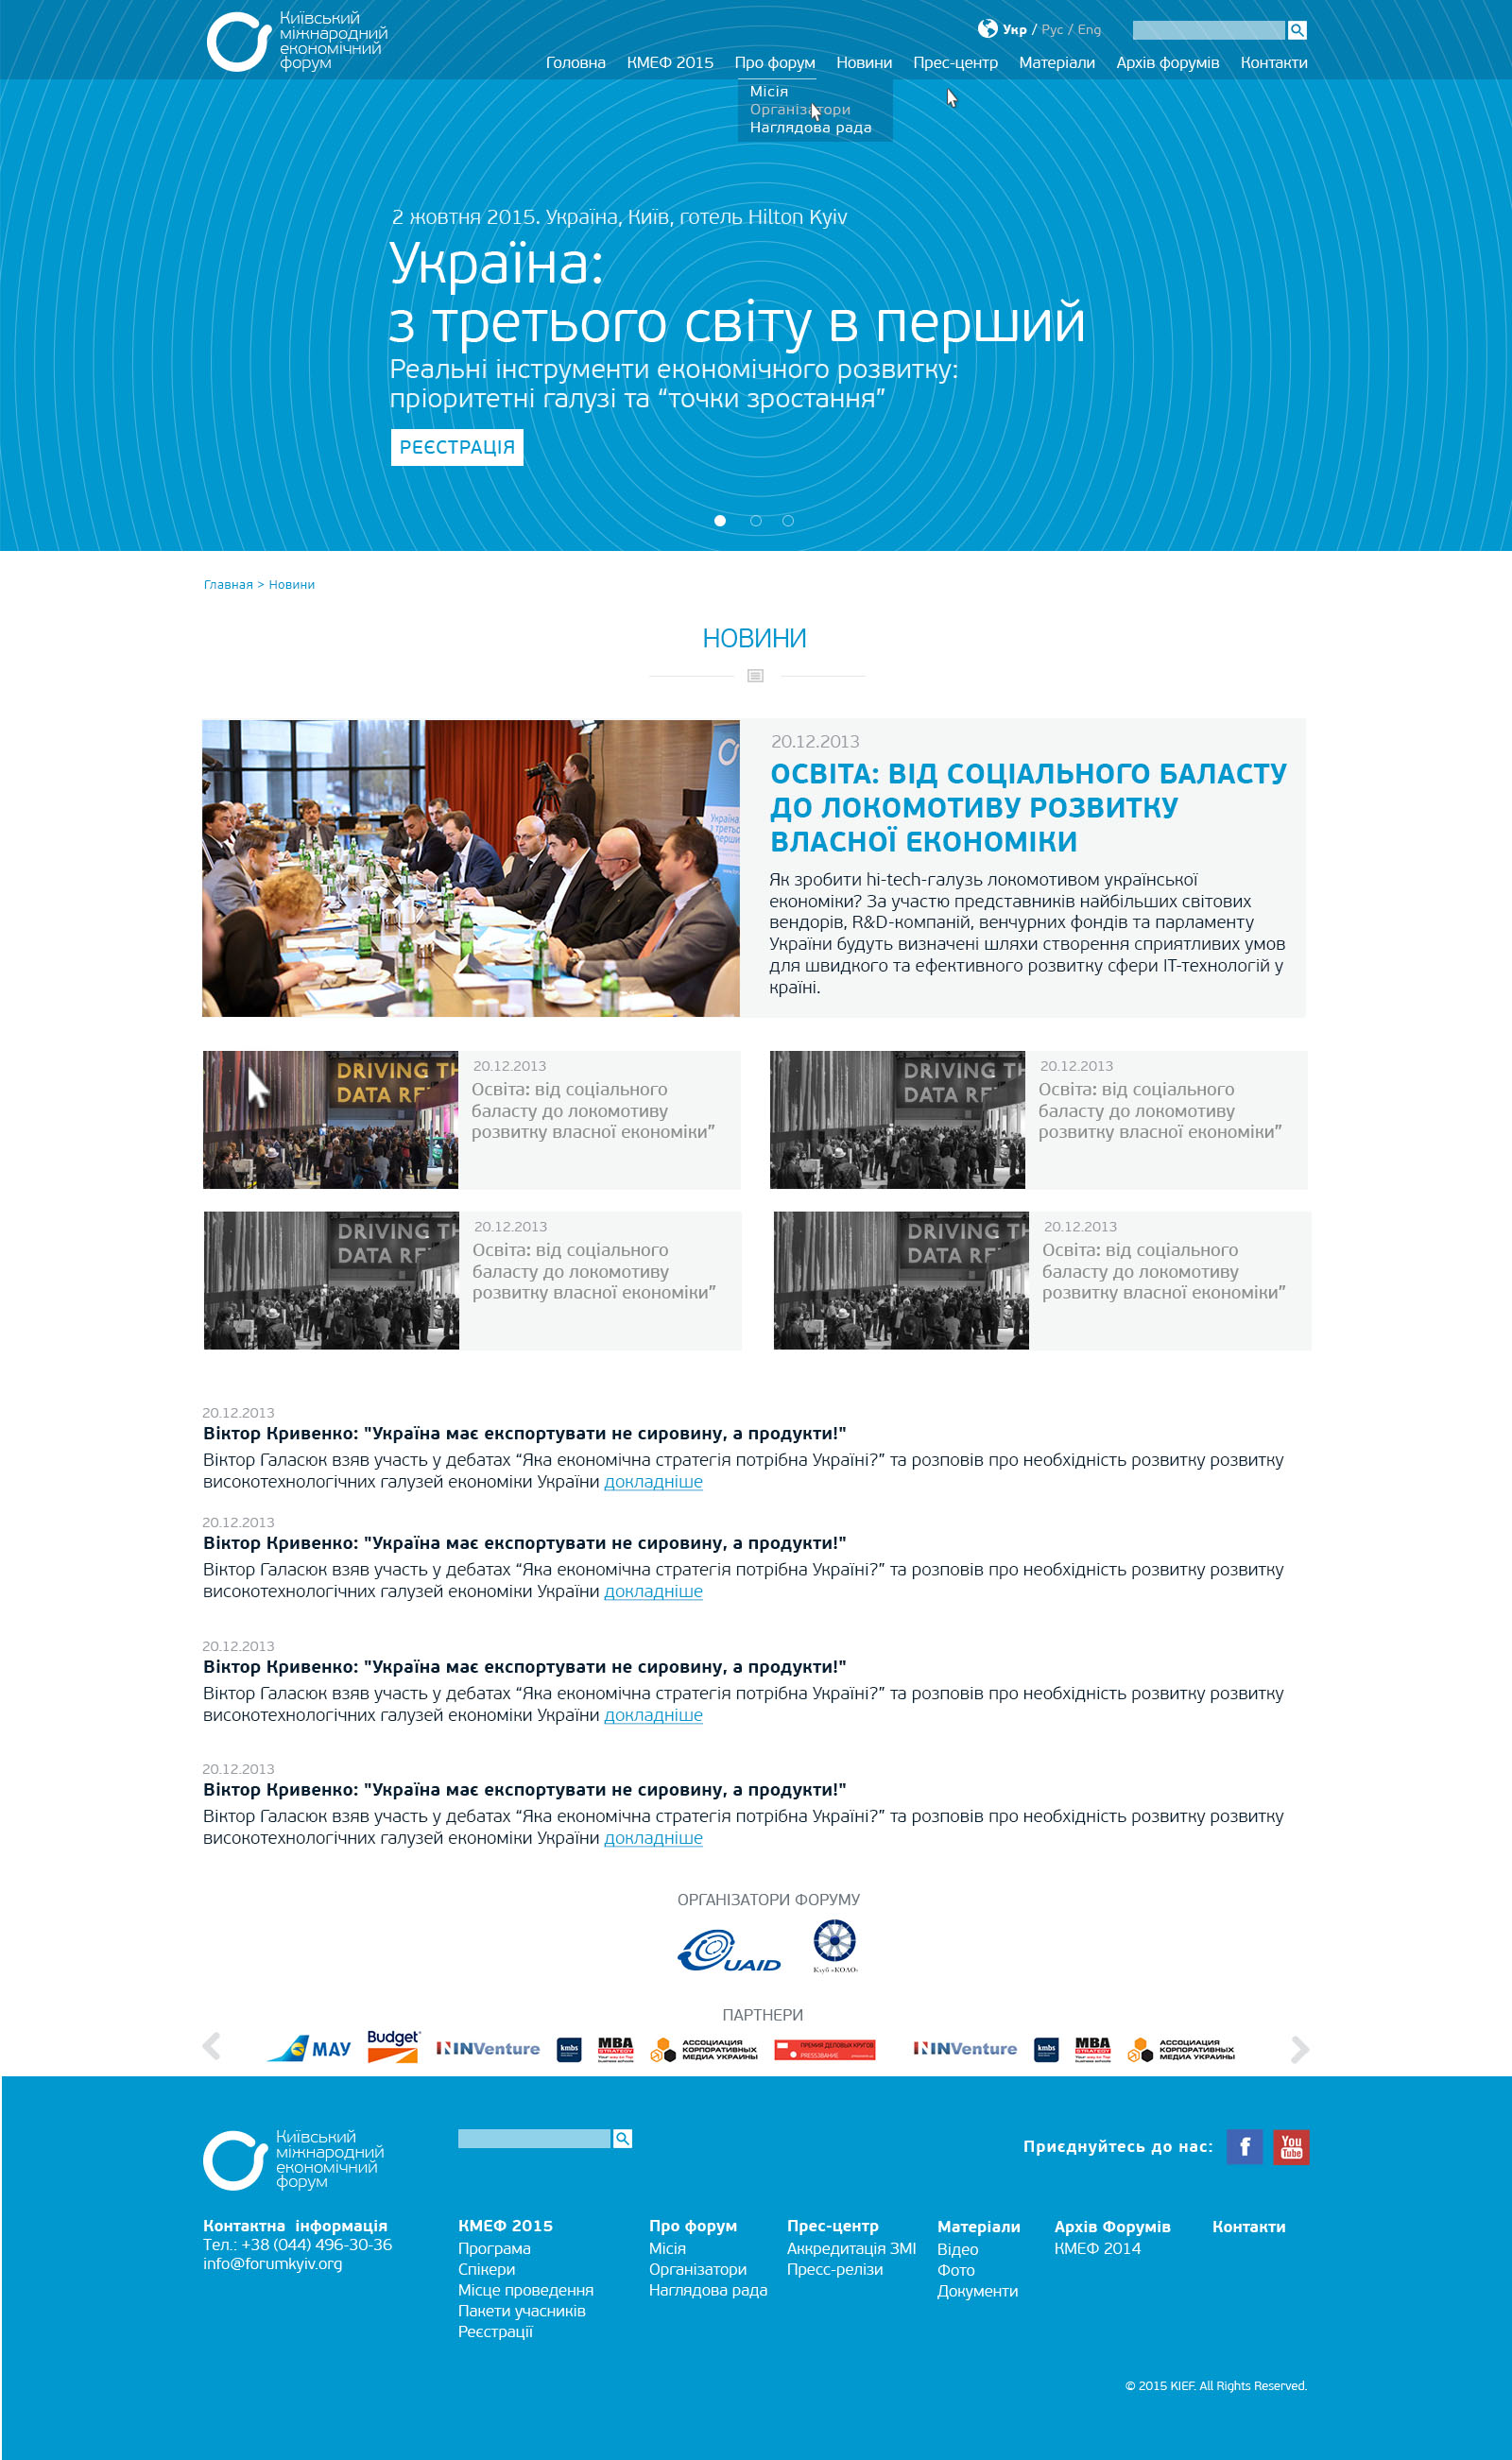 Київський
міжнародний
економічний
форум
Укр / Рус / Eng
Головна КМЕФ 2015 Про форум Новини Прес-центр Матеріали Архів форумів Контакти
Місія
Організатори
Наглядова рада
2 жовтня 2015. Україна, Київ, готель Hilton Kyiv
Україна:
з третього світу в перший
Реальні інструменти економічного розвитку:
пріоритетні галузі та “точки зростання”
РЕЄСТРАЦІЯ
Главная > Новини
НОВИНИ
20.12.2013
ОСВІТА: ВІД СОЦІАЛЬНОГО БАЛАСТУ
ДО ЛОКОМОТИВУ РОЗВИТКУ
ВЛАСНОЇ ЕКОНОМІКИ
Як зробити hi-tech-галузь локомотивом української
економіки? За участю представників найбільших світових
вендорів, R&D-компаній, венчурних фондів та парламенту
України будуть визначені шляхи створення сприятливих умов
для швидкого та ефективного розвитку сфери IT-технологій у
країні.
DRIVING TH
DATA RE
20.12.2013
Освіта: від соціального
баласту до локомотиву
розвитку власної економіки”
DRIVING TH
DATA RE
20.12.2013
Освіта: від соціального
баласту до локомотиву
розвитку власної економіки”
DRIVING TH
DATA RE
20.12.2013
Освіта: від соціального
баласту до локомотиву
розвитку власної економіки”
DRIVING TH
DATA RE
20.12.2013
Освіта: від соціального
баласту до локомотиву
розвитку власної економіки”
20.12.2013
Віктор Кривенко: "Україна має експортувати не сировину, а продукти!"
Віктор Галасюк взяв участь у дебатах “Яка економічна стратегія потрібна Україні?” та розповів про необхідність розвитку розвитку
високотехнологічних галузей економіки України докладніше
20.12.2013
Віктор Кривенко: "Україна має експортувати не сировину, а продукти!"
Віктор Галасюк взяв участь у дебатах “Яка економічна стратегія потрібна Україні?” та розповів про необхідність розвитку розвитку
високотехнологічних галузей економіки України докладніше
20.12.2013
Віктор Кривенко: "Україна має експортувати не сировину, а продукти!"
Віктор Галасюк взяв участь у дебатах “Яка економічна стратегія потрібна Україні?” та розповів про необхідність розвитку розвитку
високотехнологічних галузей економіки України докладніше
20.12.2013
Віктор Кривенко: "Україна має експортувати не сировину, а продукти!"
Віктор Галасюк взяв участь у дебатах “Яка економічна стратегія потрібна Україні?” та розповів про необхідність розвитку розвитку
високотехнологічних галузей економіки України докладніше
ОРГАНІЗАТОРИ ФОРУМУ
UAID
Клуб «КОЛО»
ПАРТНЕРИ
МАУ
Budget
INVenture
kmbs
MBA
STRATEGY
АССОЦИАЦИЯ
КОРПОРАТИВНЫХ
МЕДИА УКРАИНЫ
ПРЕМИЯ ДЕЛОВЫХ КРУГОВ
PRESSЗВАНИЕ
INVenture
kmbs
MBA
STRATEGY
АССОЦИАЦИЯ
КОРПОРАТИВНЫХ
МЕДИА УКРАИНЫ
Київський
міжнародний
економічний
форум
Приєднуйтесь до нас:
f
You
Tube
Контактна інформація
Тел.: +38 (044) 496-30-36
info@forumkyiv.org
КМЕФ 2015
Програма
Спікери
Місце проведення
Пакети учасників
Реєстрації
Про форум
Місія
Організатори
Наглядова рада
Прес-центр
Аккредитація ЗМІ
Пресс-релізи
Матеріали
Відео
Фото
Документи
Архів Форумів
КМЕФ 2014
Контакти
© 2015 KIEF. All Rights Reserved.